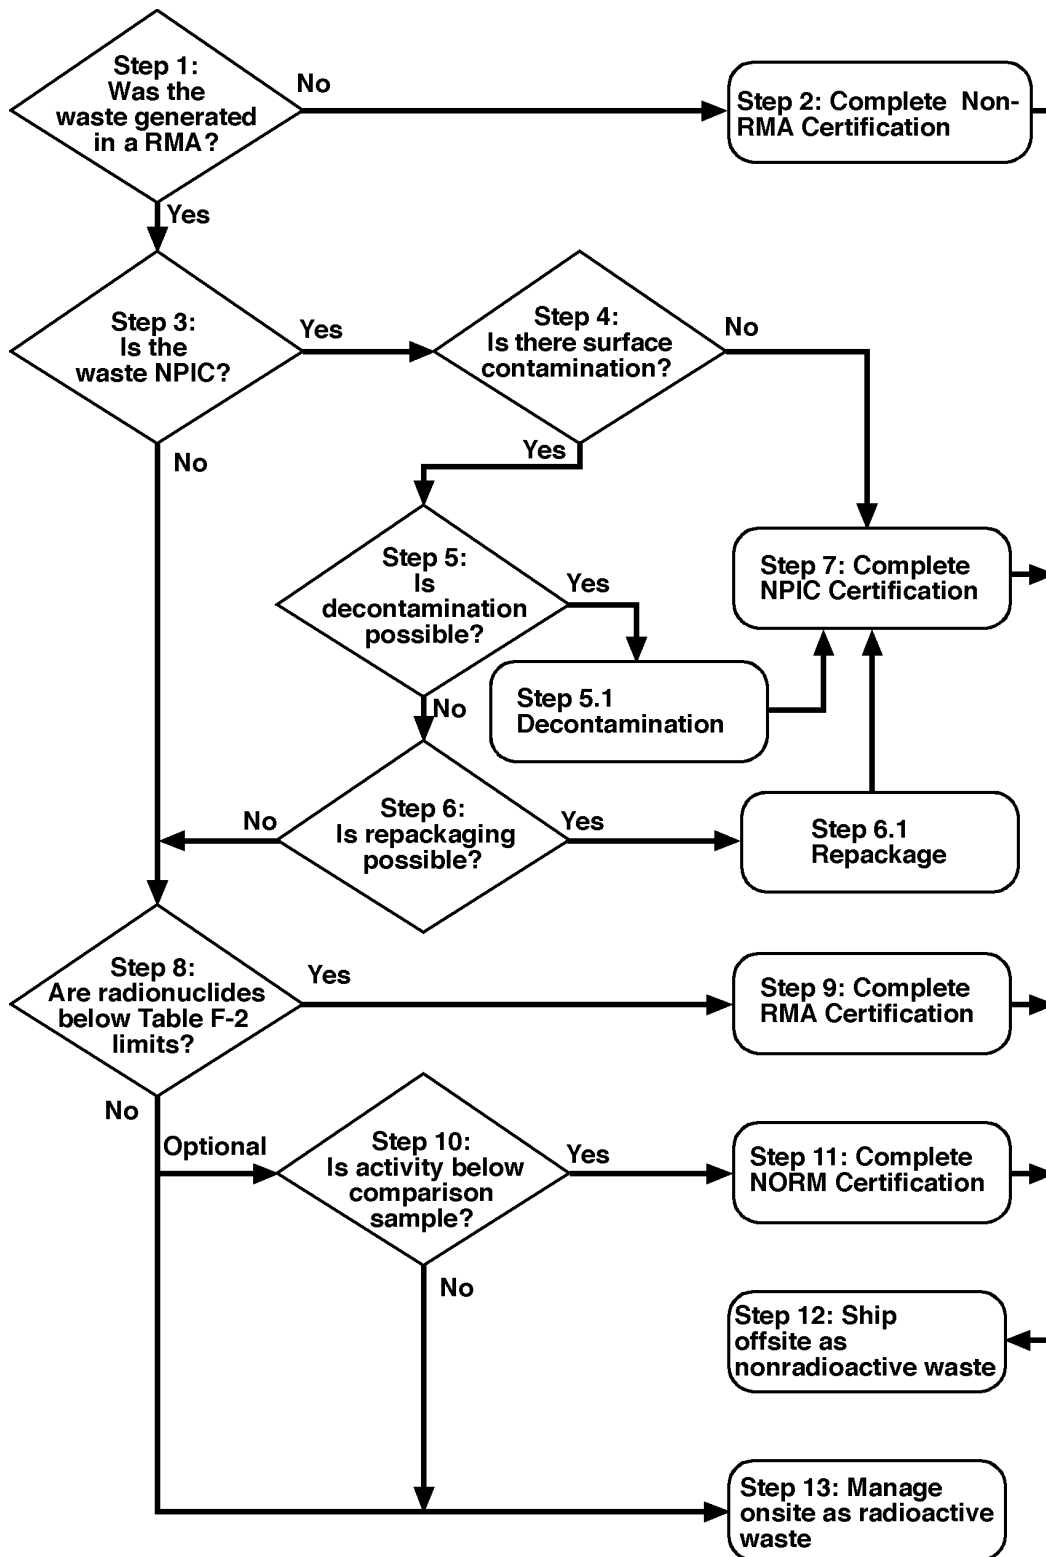 Step 1:
Was the
waste generated
in a RMA?
No
Step 2: Complete Non-
RMA Certification
Yes
Step 3:
Is the
waste NPIC?
Yes
Step 4:
Is there surface
contamination?
No
Yes
No
Step 5:
Is
decontamination
possible?
Yes
Step 7: Complete
NPIC Certification
Step 5.1
Decontamination
No
Step 6:
Is repackaging
possible?
No
Yes
Step 6.1
Repackage
Step 8:
Are radionuclides
below Table F-2
limits?
Yes
Step 9: Complete
RMA Certification
No
Optional
Step 10:
Is activity below
comparison
sample?
Yes
Step 11: Complete
NORM Certification
No
Step 12: Ship
offsite as
nonradioactive waste
Step 13: Manage
onsite as radioactive
waste